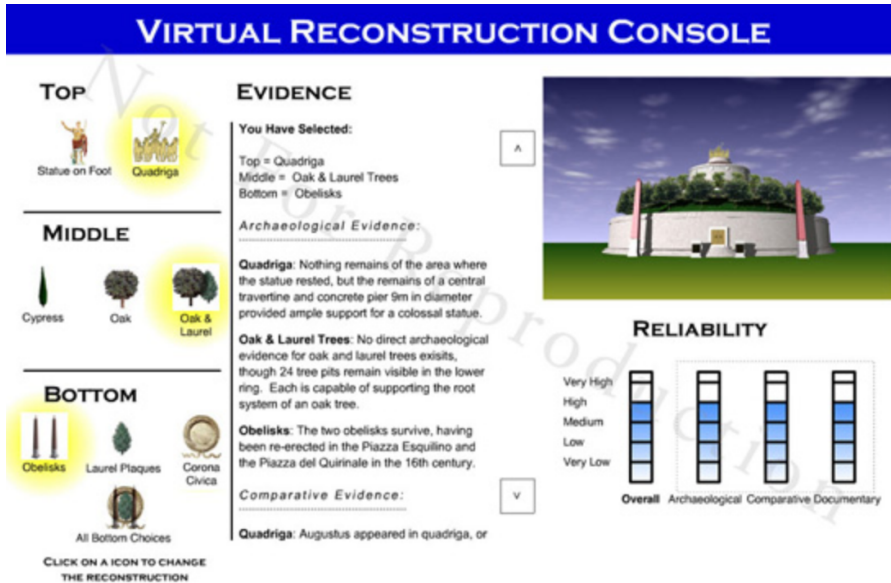 VIRTUAL RECONSTRUCTION CONSOLE
TOP
Statue on Foot
Quadriga
MIDDLE
Cypress
Oak
Oak &
Laurel
BOTTOM
Obelisks
Laurel Plaques
Corona
Civica
All Bottom Choices
CLICK ON A ICON TO CHANGE
THE RECONSTRUCTION
EVIDENCE
You Have Selected:
Top = Quadriga
Middle = Oak & Laurel Trees
Bottom = Obelisks
Archaeological Evidence:
Quadriga: Nothing remains of the area where
the statue rested, but the remains of a central
travertine and concrete pier 9m in diameter
provided ample support for a colossal statue.
Oak & Laurel Trees: No direct archaeological
evidence for oak and laurel trees exisits,
though 24 tree pits remain visible in the lower
ring. Each is capable of supporting the root
system of an oak tree.
Obelisks: The two obelisks survive, having
been re-erected in the Piazza Esquilino and
the Piazza del Quirinale in the 16th century.
Comparative Evidence:
Quadriga: Augustus appeared in quadriga, or
RELIABILITY
Very High
High
Medium
Low
Very Low
Overall Archaeological Comparative Documentary
Not For Reproduction